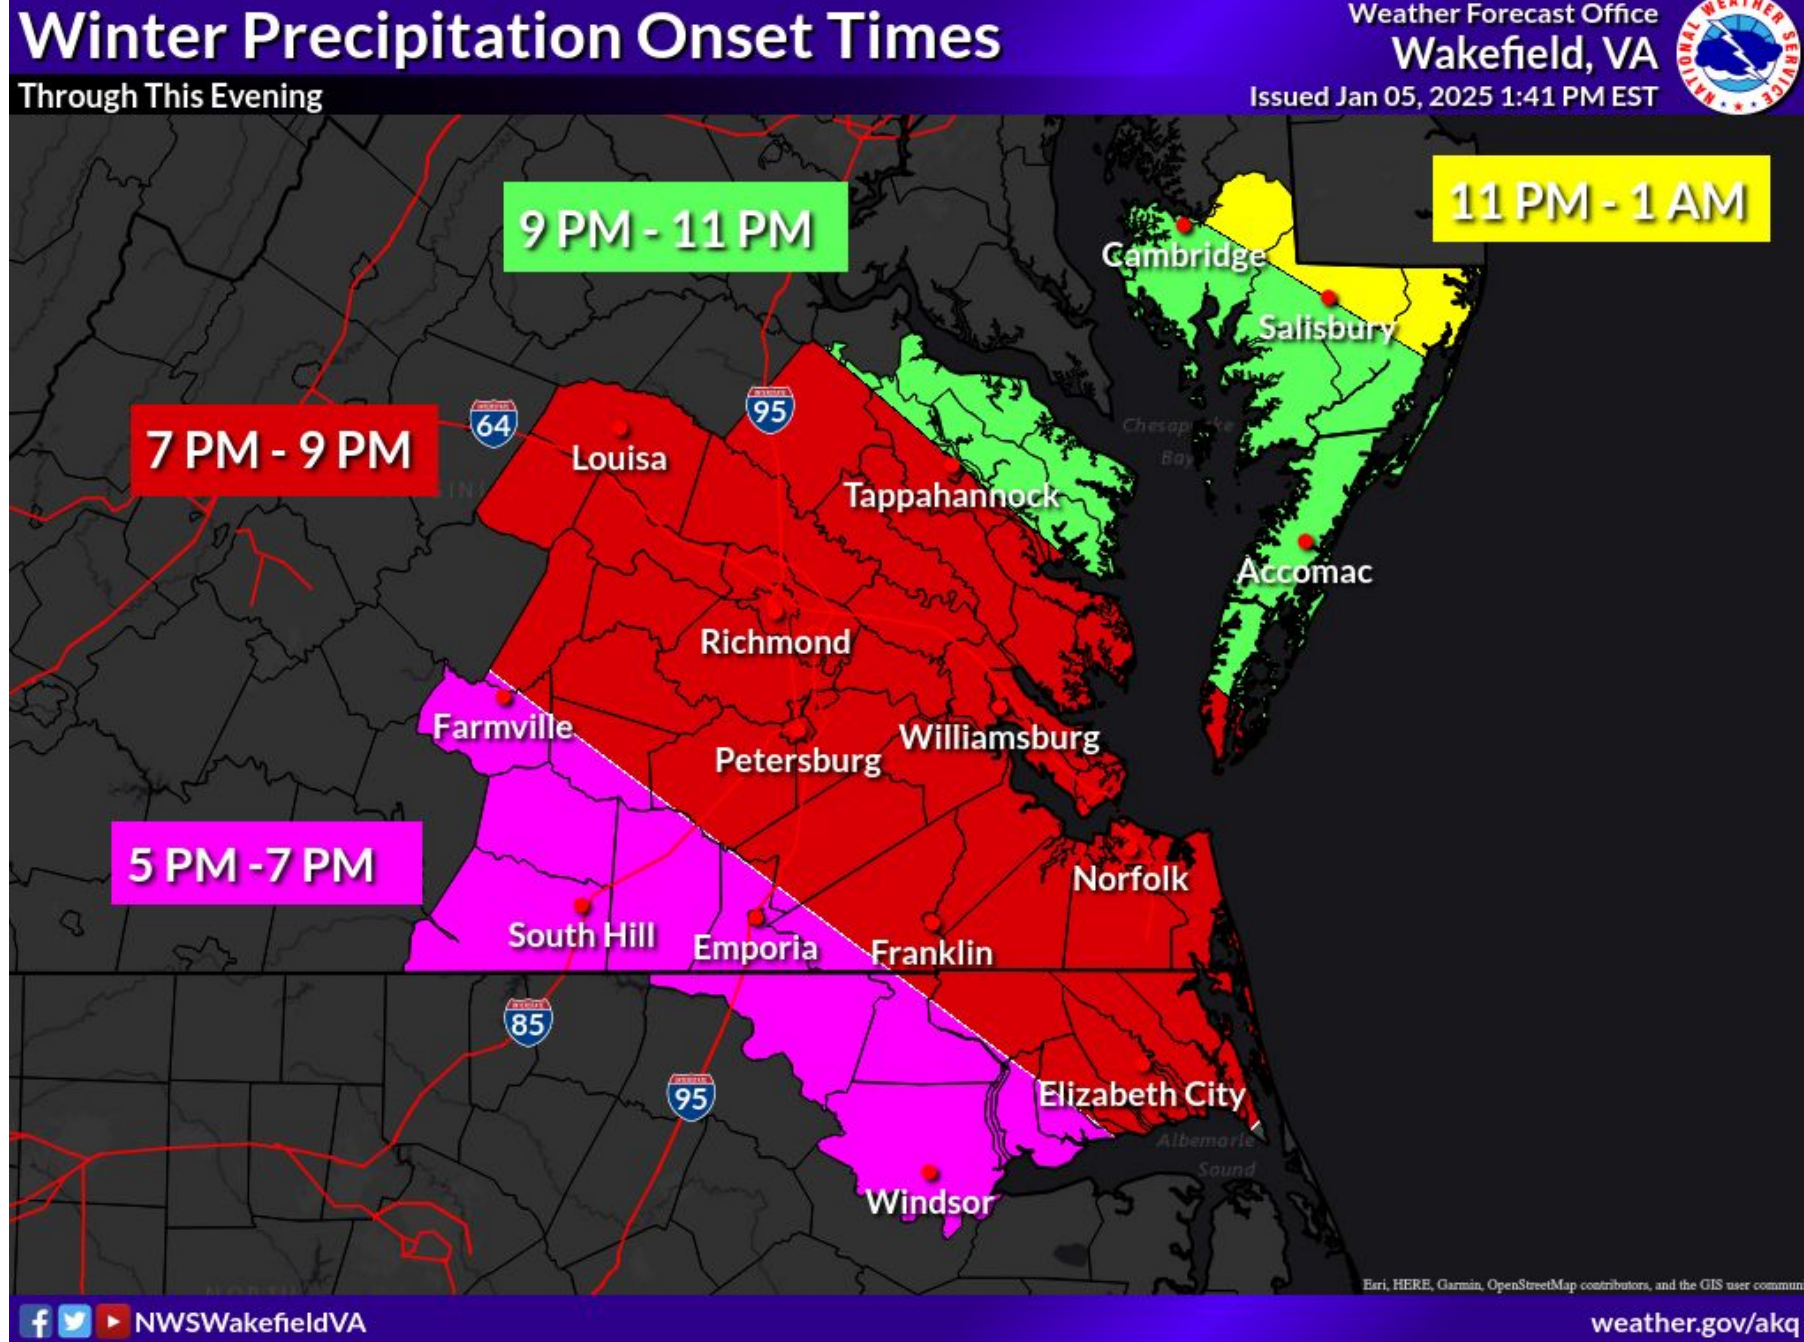 Winter Precipitation Onset Times
Through This Evening
Weather Forecast Office
Wakefield, VA
Issued Jan 05, 2025 1:41 PM EST
NATIONAL WEATHER SERVICE
9 PM - 11 PM
11 PM - 1 AM
Cambridge
Salisbury
95
64
7 PM - 9 PM
Louisa
Chesapeake
Bay
Tappahannock
Accomac
Richmond
Farmville
Williamsburg
Petersburg
5 PM -7 PM
Norfolk
South Hill
Emporia
Franklin
85
95
Elizabeth City
Albemarle
Sound
Windsor
Esri, HERE, Garmin, OpenStreetMap contributors, and the GIS user commun
NWSWakefieldVA
weather.gov/akq